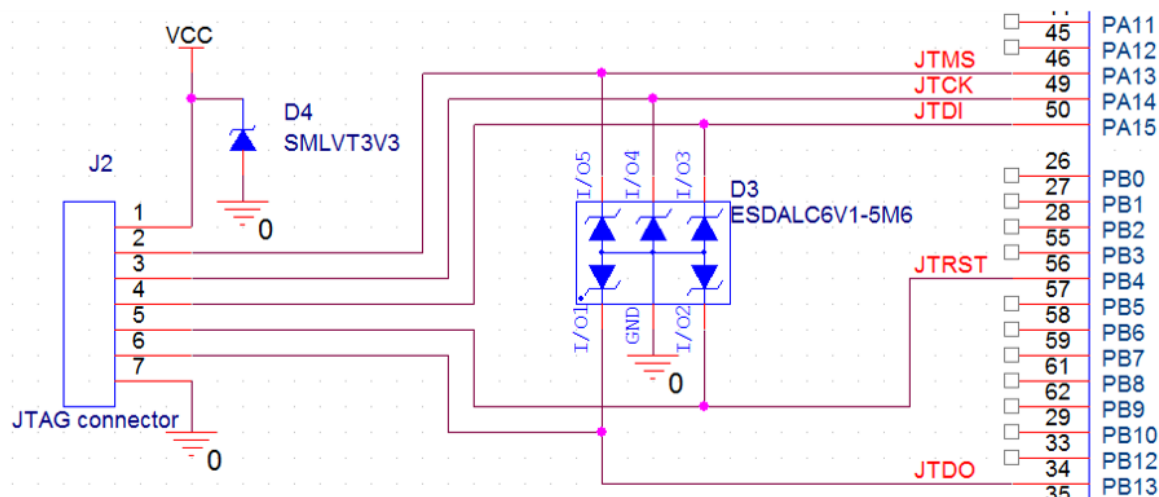 VCC
D4
SMLVT3V3
J2
1
2
3
4
5
6
7
0
JTAG connector
0
I/O5
I/O4
I/O3
D3
ESDALC6V1-5M6
I/O1
GND
I/O2
0
JTMS
JTCK
JTDI
JTRST
JTDO
PA11
45 PA12
46 PA13
49 PA14
50 PA15
26 PB0
27 PB1
28 PB2
55 PB3
56 PB4
57 PB5
58 PB6
59 PB7
61 PB8
62 PB9
29 PB10
33 PB12
34 PB13
35